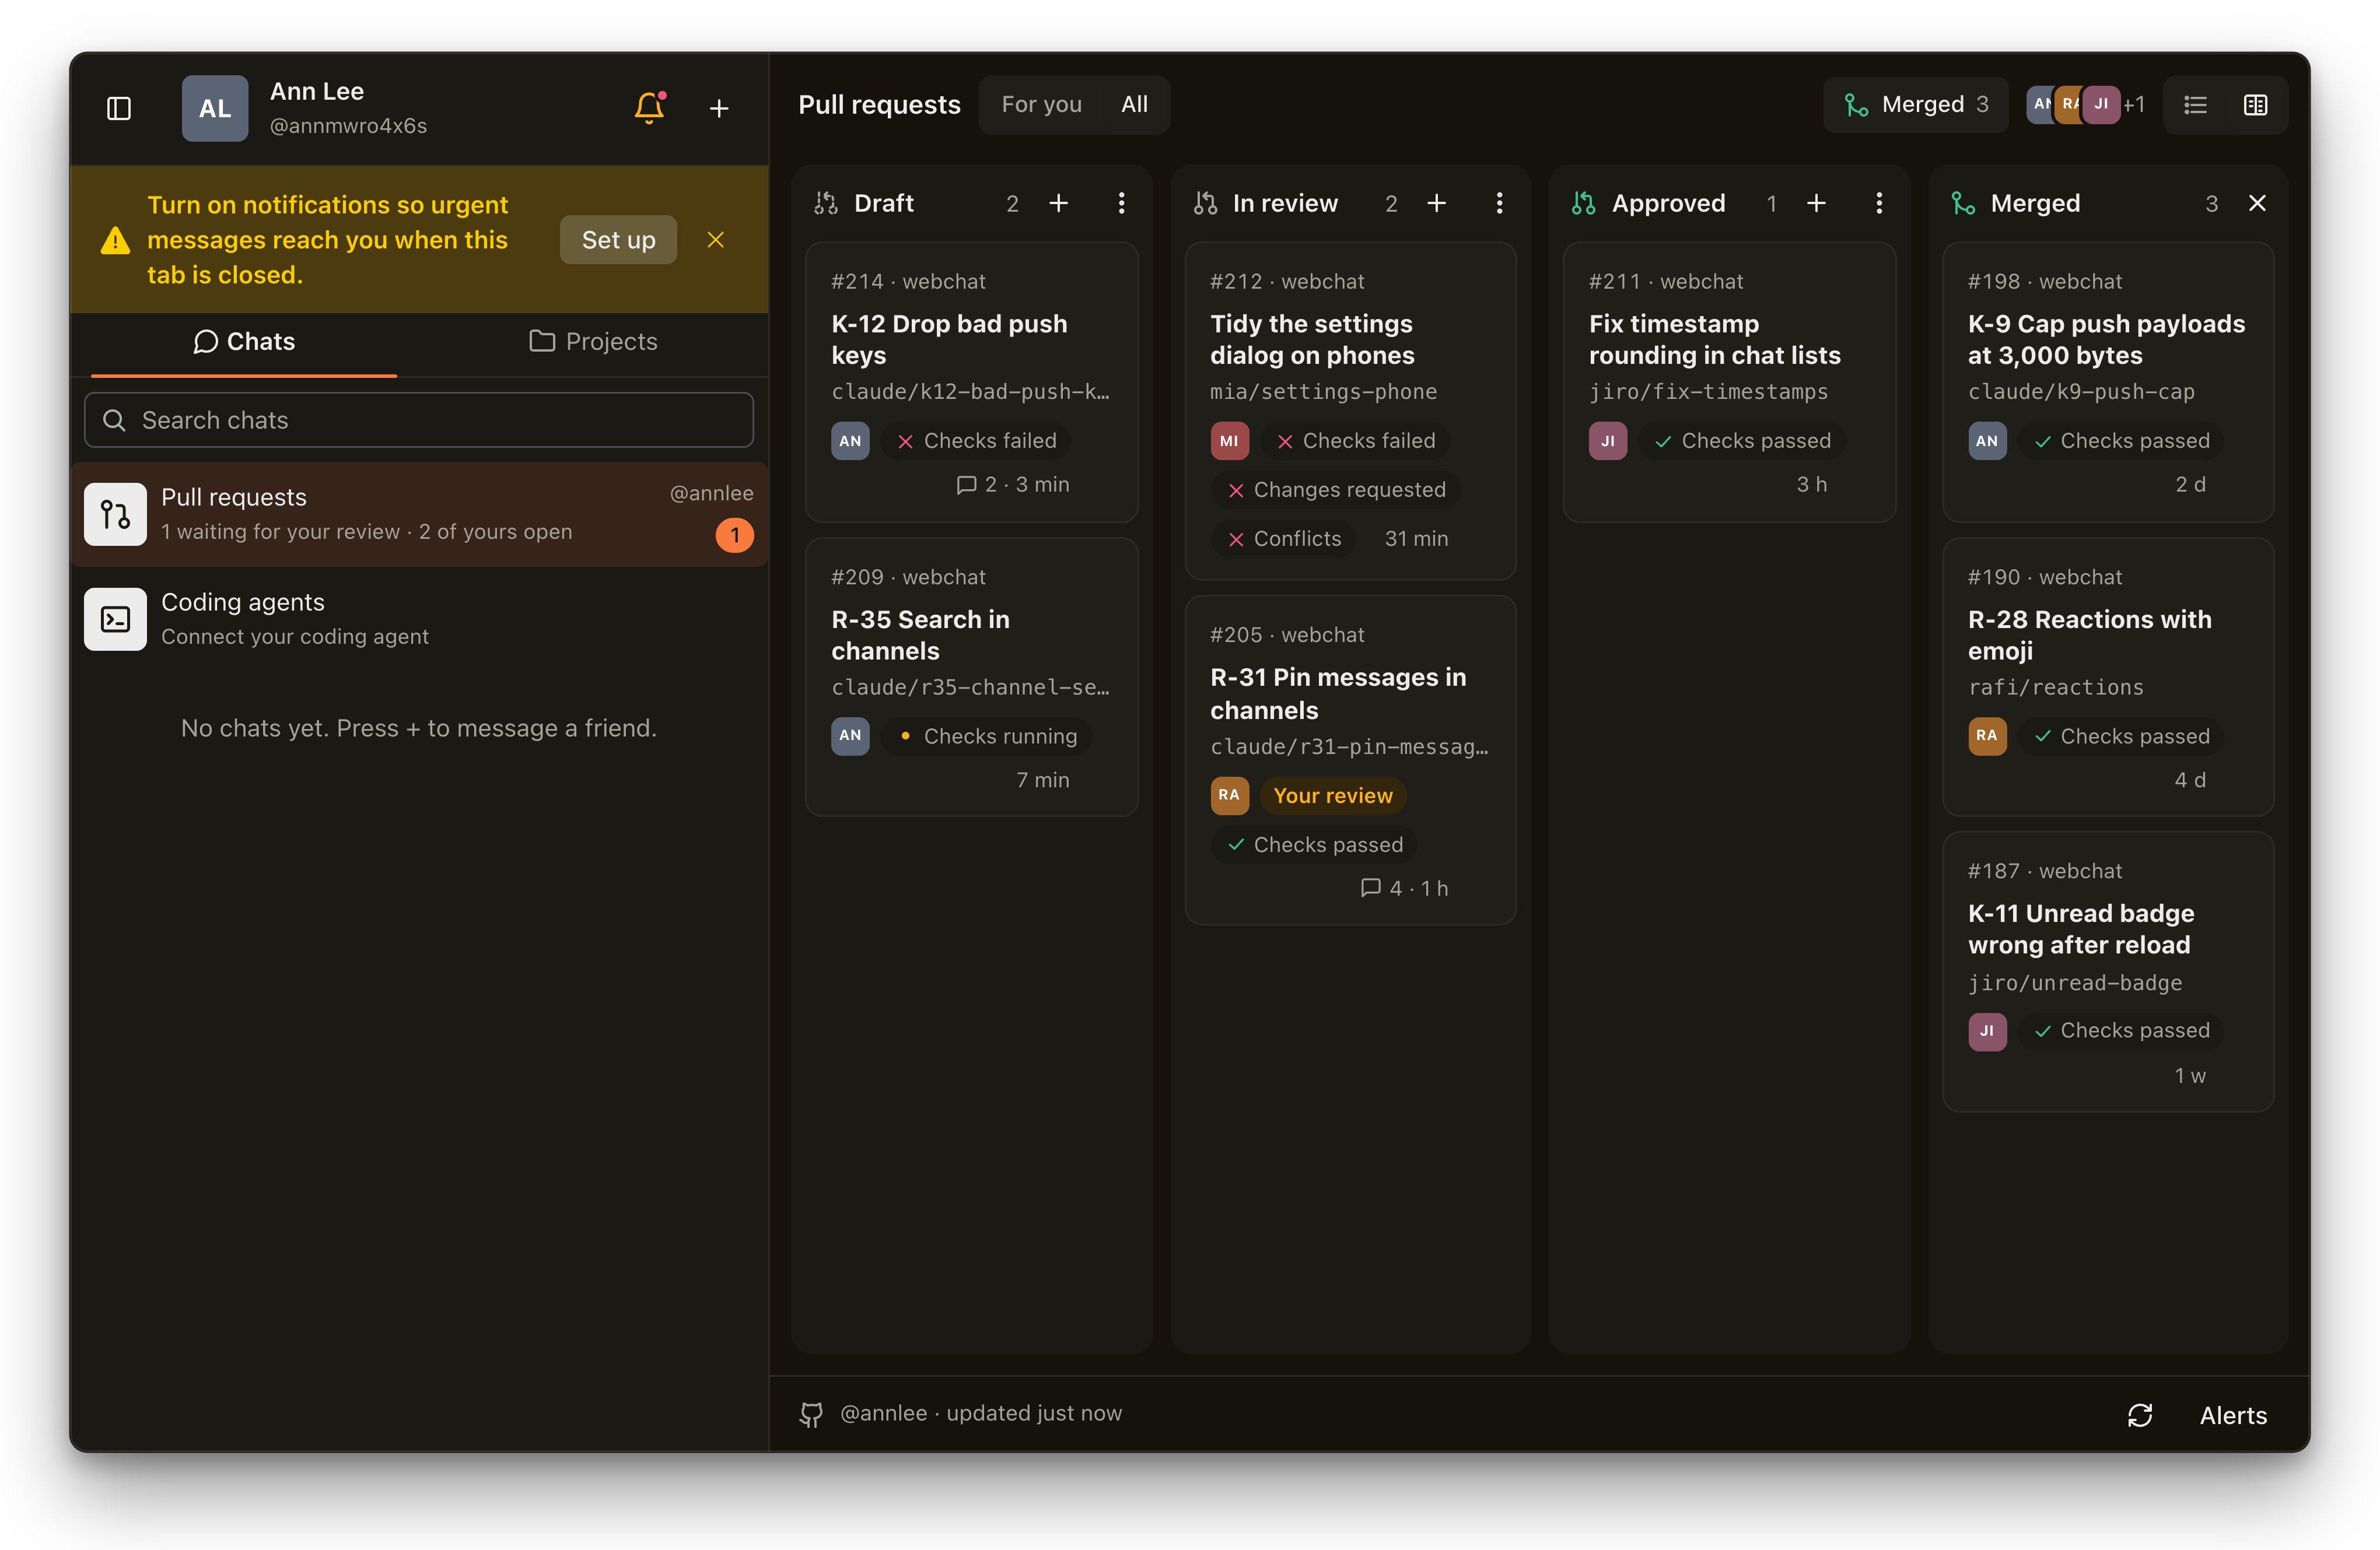 AL
Ann Lee
@annmwro4x6s
Turn on notifications so urgent
messages reach you when this
tab is closed.
Set up
Chats
Projects
Search chats
Pull requests
@annlee
1 waiting for your review · 2 of yours open
1
Coding agents
Connect your coding agent
No chats yet. Press + to message a friend.
Pull requests
For you
All
Merged 3
AN
RA
JI
+1
Draft 2
#214 · webchat
K-12 Drop bad push
keys
claude/k12-bad-push-k…
AN
Checks failed
2 · 3 min
#209 · webchat
R-35 Search in
channels
claude/r35-channel-se…
AN
Checks running
7 min
In review 2
#212 · webchat
Tidy the settings
dialog on phones
mia/settings-phone
MI
Checks failed
Changes requested
Conflicts
31 min
#205 · webchat
R-31 Pin messages in
channels
claude/r31-pin-messag…
RA
Your review
Checks passed
4 · 1 h
Approved 1
#211 · webchat
Fix timestamp
rounding in chat lists
jiro/fix-timestamps
JI
Checks passed
3 h
Merged 3
#198 · webchat
K-9 Cap push payloads
at 3,000 bytes
claude/k9-push-cap
AN
Checks passed
2 d
#190 · webchat
R-28 Reactions with
emoji
rafi/reactions
RA
Checks passed
4 d
#187 · webchat
K-11 Unread badge
wrong after reload
jiro/unread-badge
JI
Checks passed
1 w
@annlee · updated just now
Alerts